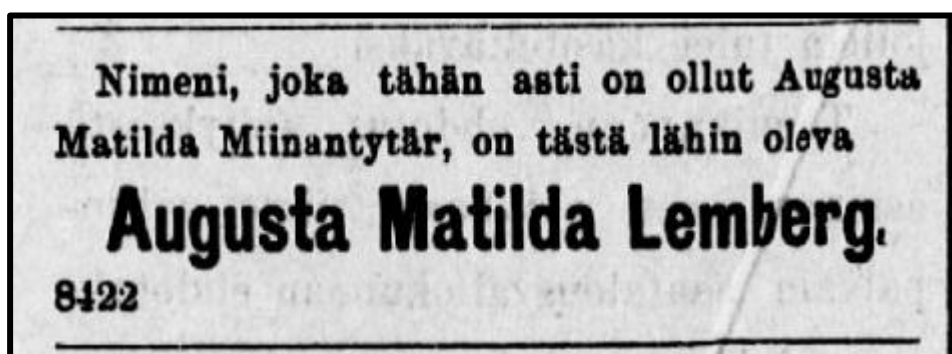 Nimeni, joka tähän asti on ollut Augusta
Matilda Miinantytär, on tästä lähin oleva
Augusta Matilda Lemberg.
8422